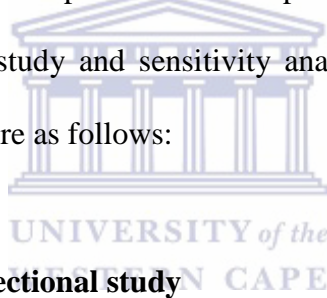 study and sensitivity ana
re as follows:
UNIVERSITY of the
ectional study
WESTERN CAPE